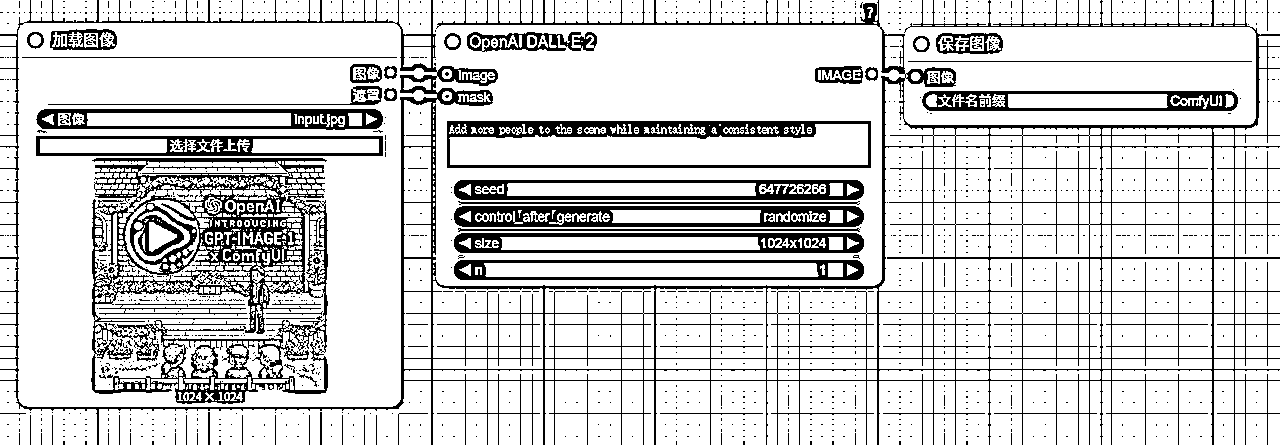 加载图像
图像
遮罩
图像 input.jpg
选择文件上传
OpenAI
INTRODUCING
GPT-IMAGE-1
x ComfyUI
1024 × 1024
?
OpenAI DALL·E 2
image IMAGE
mask
Add more people to the scene while maintaining a consistent style
seed 647726266
control_after_generate randomize
size 1024x1024
n 1
保存图像
图像
文件名前缀 ComfyUI